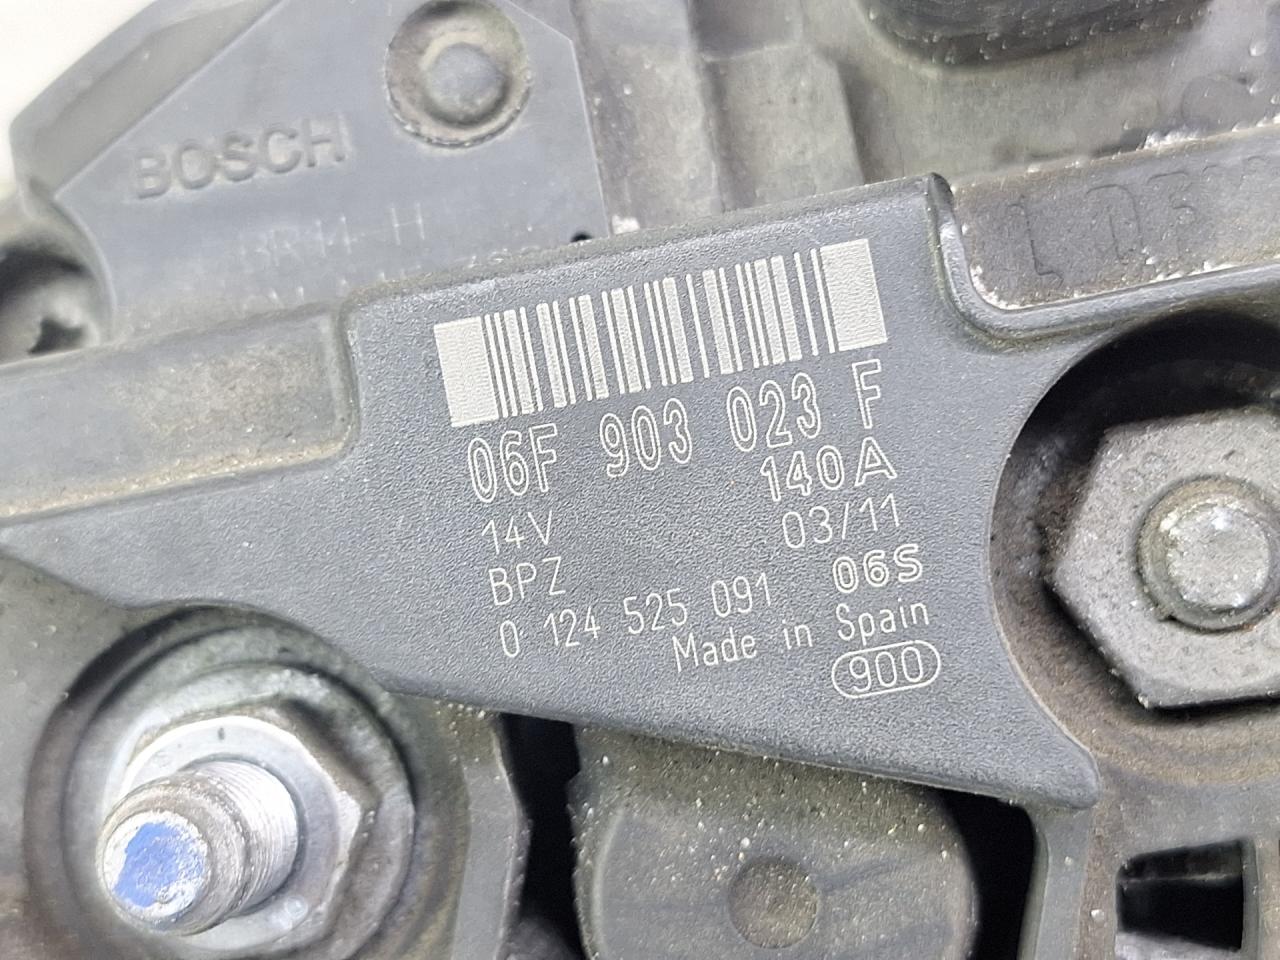 BOSCH
06F 903 023 F
14V 140A
BPZ 03/11
0 124 525 091 06S
Made in Spain
900